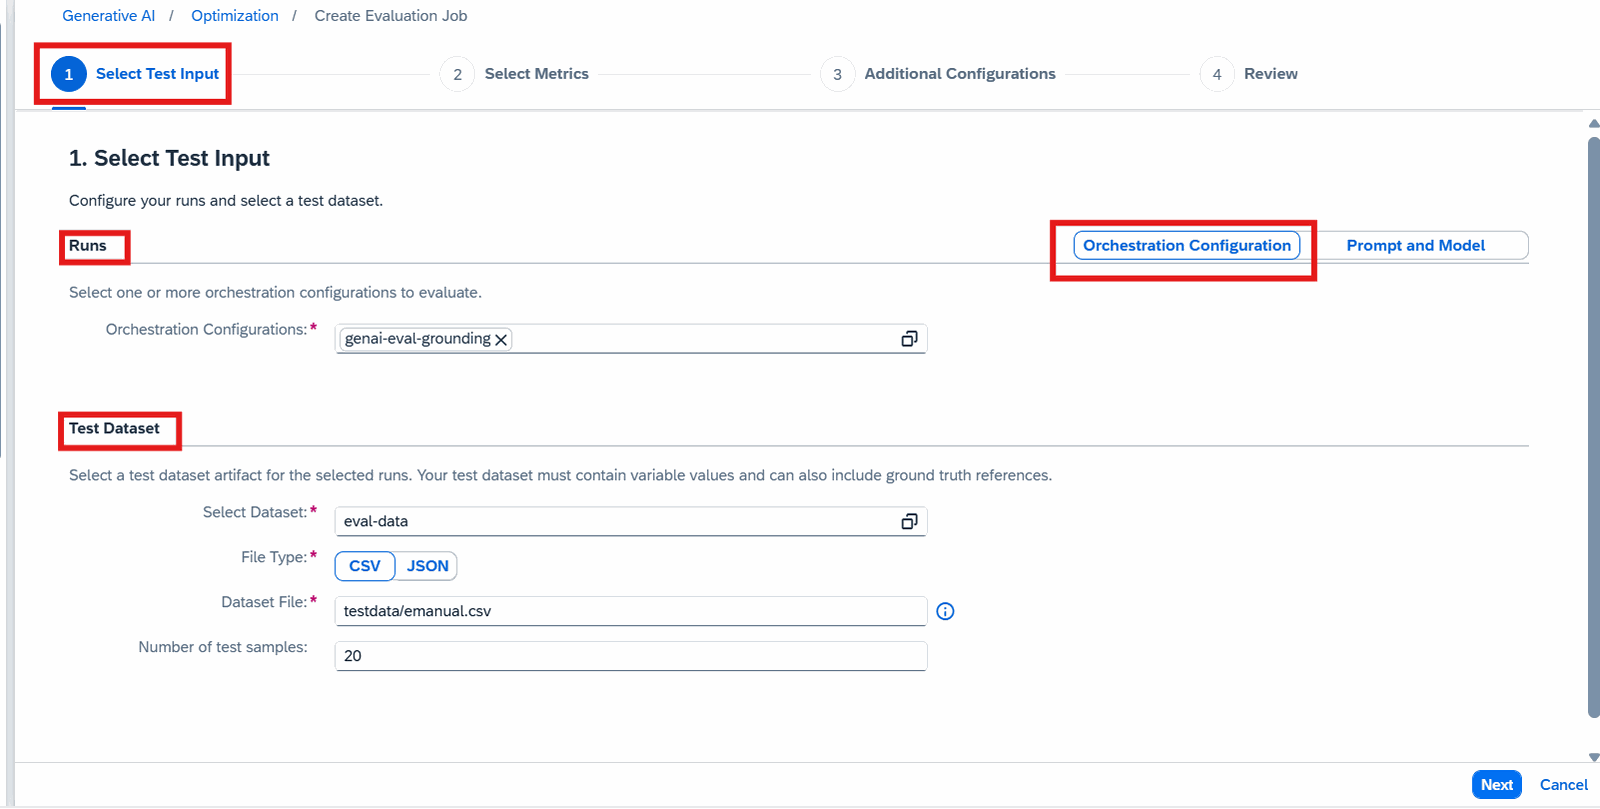 Generative AI / Optimization / Create Evaluation Job
1 Select Test Input 2 Select Metrics 3 Additional Configurations 4 Review
1. Select Test Input
Configure your runs and select a test dataset.
Runs Orchestration Configuration Prompt and Model
Select one or more orchestration configurations to evaluate.
Orchestration Configurations:* genai-eval-grounding
Test Dataset
Select a test dataset artifact for the selected runs. Your test dataset must contain variable values and can also include ground truth references.
Select Dataset:* eval-data
File Type:* CSV JSON
Dataset File:* testdata/emanual.csv
Number of test samples: 20
Next Cancel